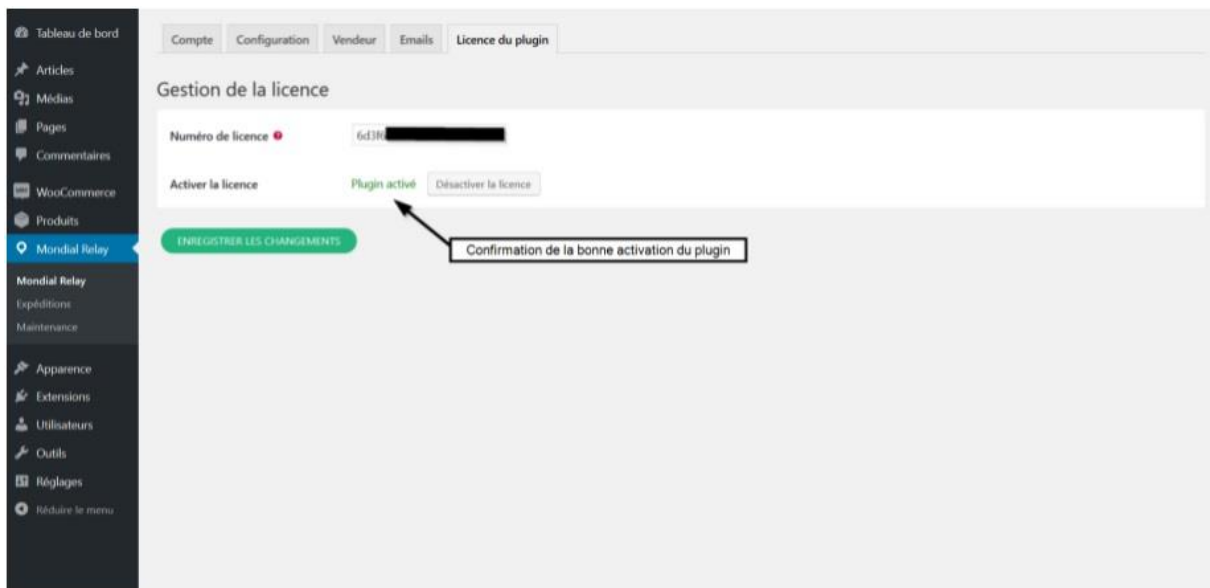 Tableau de bord
Articles
Médias
Pages
Commentaires
WooCommerce
Produits
Mondial Relay
Mondial Relay
Expéditions
Maintenance
Apparence
Extensions
Utilisateurs
Outils
Réglages
Réduire le menu
Compte Configuration Vendeur Emails Licence du plugin
Gestion de la licence
Numéro de licence
Activer la licence Plugin activé Désactiver la licence
ENREGISTRER LES CHANGEMENTS
Confirmation de la bonne activation du plugin